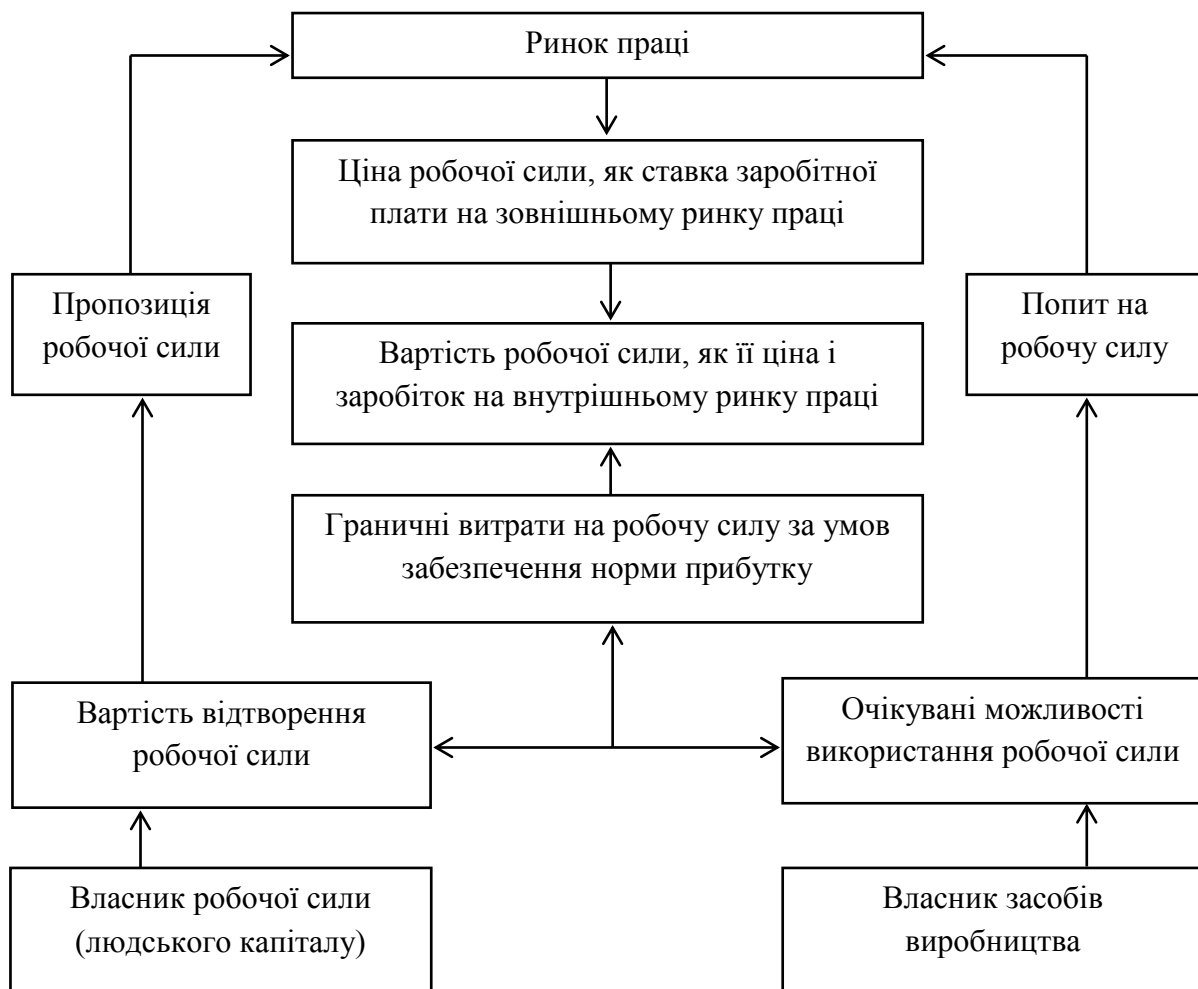 Ринок праці
Ціна робочої сили, як ставка заробітної
плати на зовнішньому ринку праці
Пропозиція
робочої сили
Попит на
робочу силу
Вартість робочої сили, як її ціна і
заробіток на внутрішньому ринку праці
Граничні витрати на робочу силу за умов
забезпечення норми прибутку
Вартість відтворення
робочої сили
Очікувані можливості
використання робочої сили
Власник робочої сили
(людського капіталу)
Власник засобів
виробництва